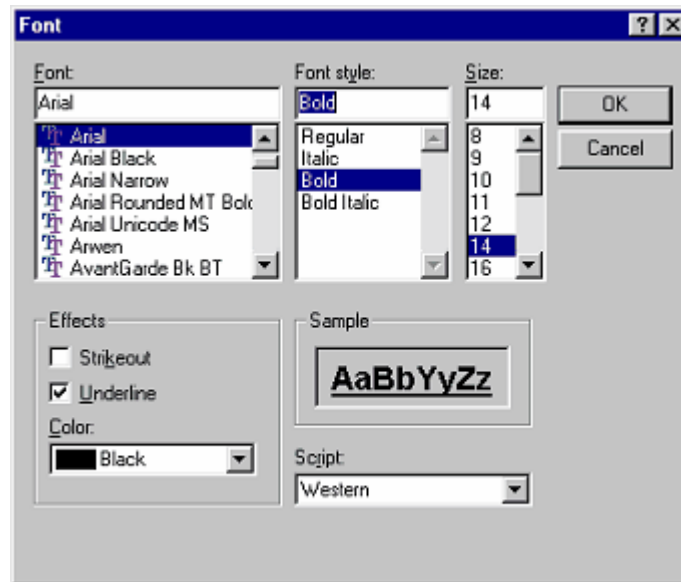 Font
Font:
Arial
Arial
Arial Black
Arial Narrow
Arial Rounded MT Bold
Arial Unicode MS
Arwen
AvantGarde Bk BT
Font style:
Bold
Regular
Italic
Bold
Bold Italic
Size:
14
8
9
10
11
12
14
16
OK
Cancel
Effects
Strikeout
Underline
Color:
Black
Sample
AaBbYyZz
Script:
Western